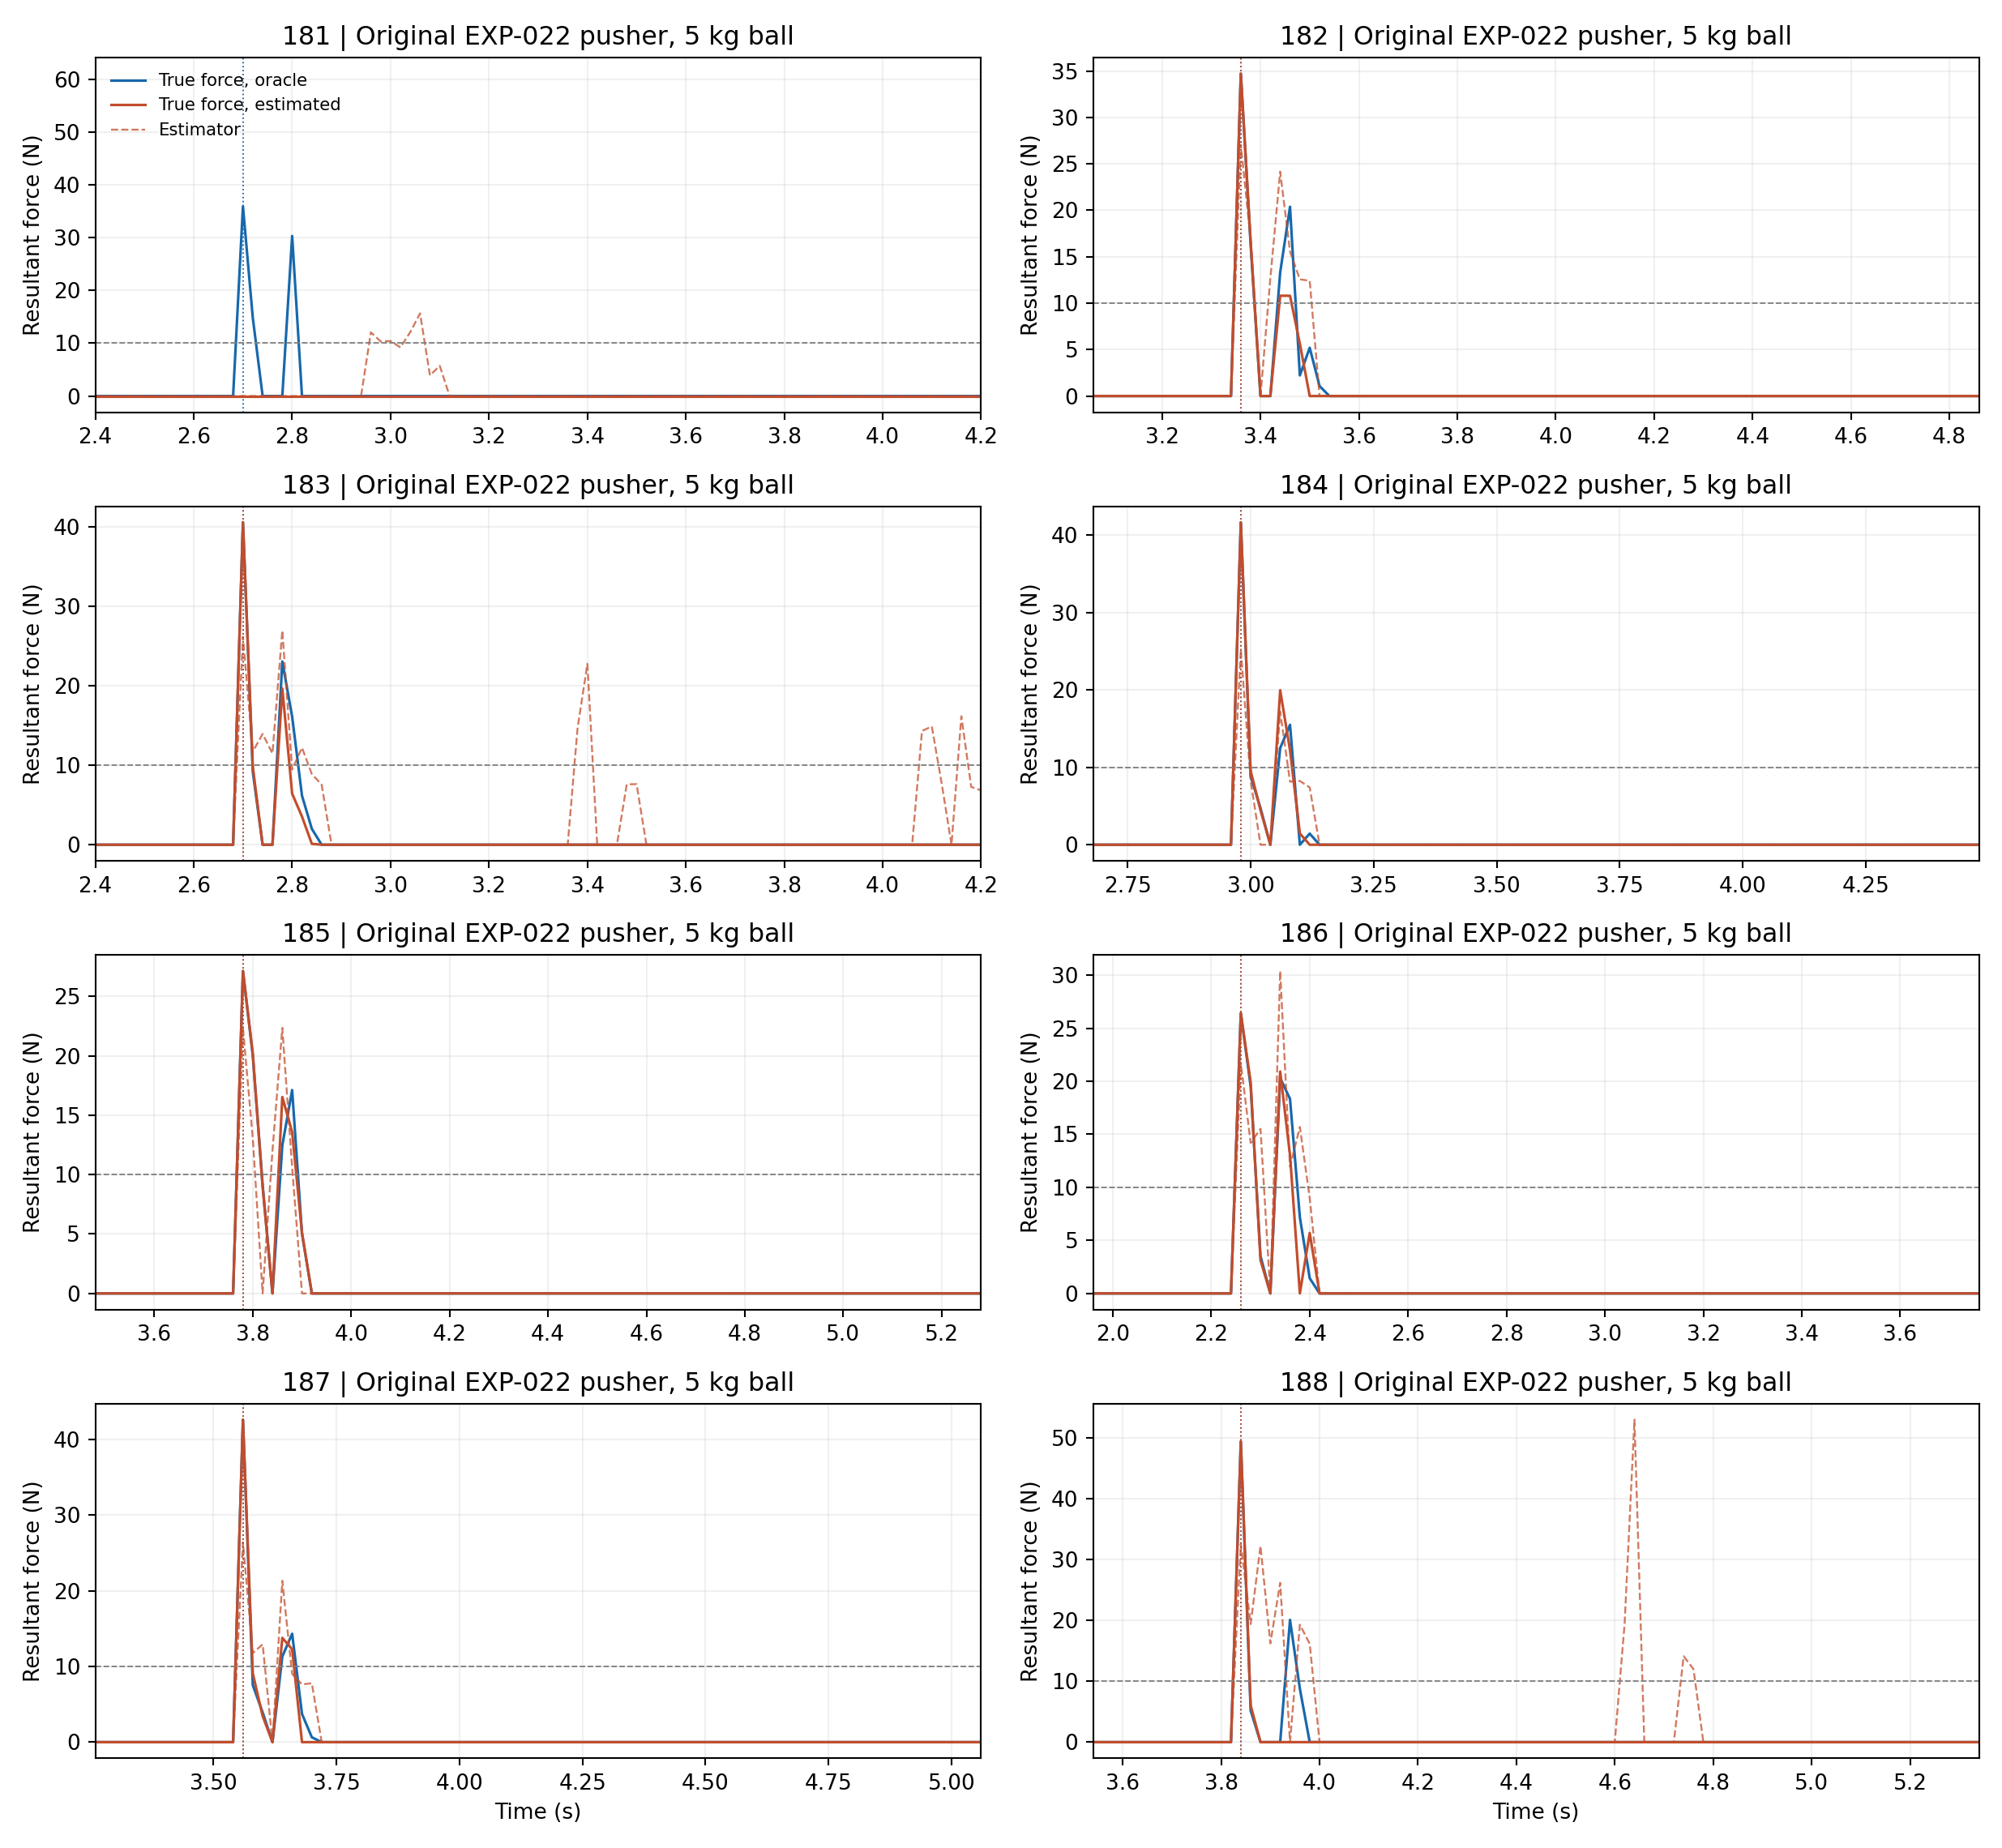 181 | Original EXP-022 pusher, 5 kg ball
Resultant force (N)
60
50
40
30
20
10
0
True force, oracle
True force, estimated
Estimator
2.4 2.6 2.8 3.0 3.2 3.4 3.6 3.8 4.0 4.2
182 | Original EXP-022 pusher, 5 kg ball
Resultant force (N)
35
30
25
20
15
10
5
0
3.2 3.4 3.6 3.8 4.0 4.2 4.4 4.6 4.8
183 | Original EXP-022 pusher, 5 kg ball
Resultant force (N)
40
30
20
10
0
2.4 2.6 2.8 3.0 3.2 3.4 3.6 3.8 4.0 4.2
184 | Original EXP-022 pusher, 5 kg ball
Resultant force (N)
40
30
20
10
0
2.75 3.00 3.25 3.50 3.75 4.00 4.25
185 | Original EXP-022 pusher, 5 kg ball
Resultant force (N)
25
20
15
10
5
0
3.6 3.8 4.0 4.2 4.4 4.6 4.8 5.0 5.2
186 | Original EXP-022 pusher, 5 kg ball
Resultant force (N)
30
25
20
15
10
5
0
2.0 2.2 2.4 2.6 2.8 3.0 3.2 3.4 3.6
187 | Original EXP-022 pusher, 5 kg ball
Resultant force (N)
40
30
20
10
0
3.50 3.75 4.00 4.25 4.50 4.75 5.00
Time (s)
188 | Original EXP-022 pusher, 5 kg ball
Resultant force (N)
50
40
30
20
10
0
3.6 3.8 4.0 4.2 4.4 4.6 4.8 5.0 5.2
Time (s)